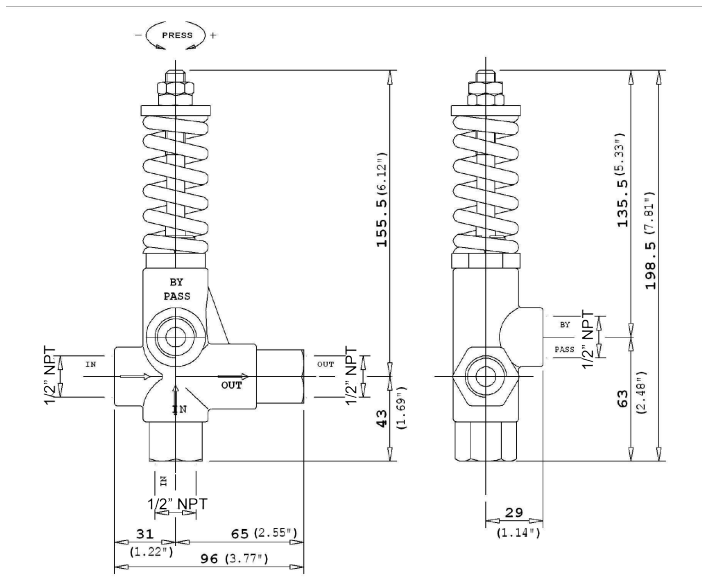 − PRESS +
155.5 (6.12")
135.5 (5.33")
198.5 (7.81")
BY
PASS
1/2" NPT
IN
OUT
OUT
1/2" NPT
IN
43
(1.69")
BY
PASS
1/2" NPT
63
(2.48")
IN
1/2" NPT
31
(1.22")
65 (2.55")
96 (3.77")
29
(1.14")